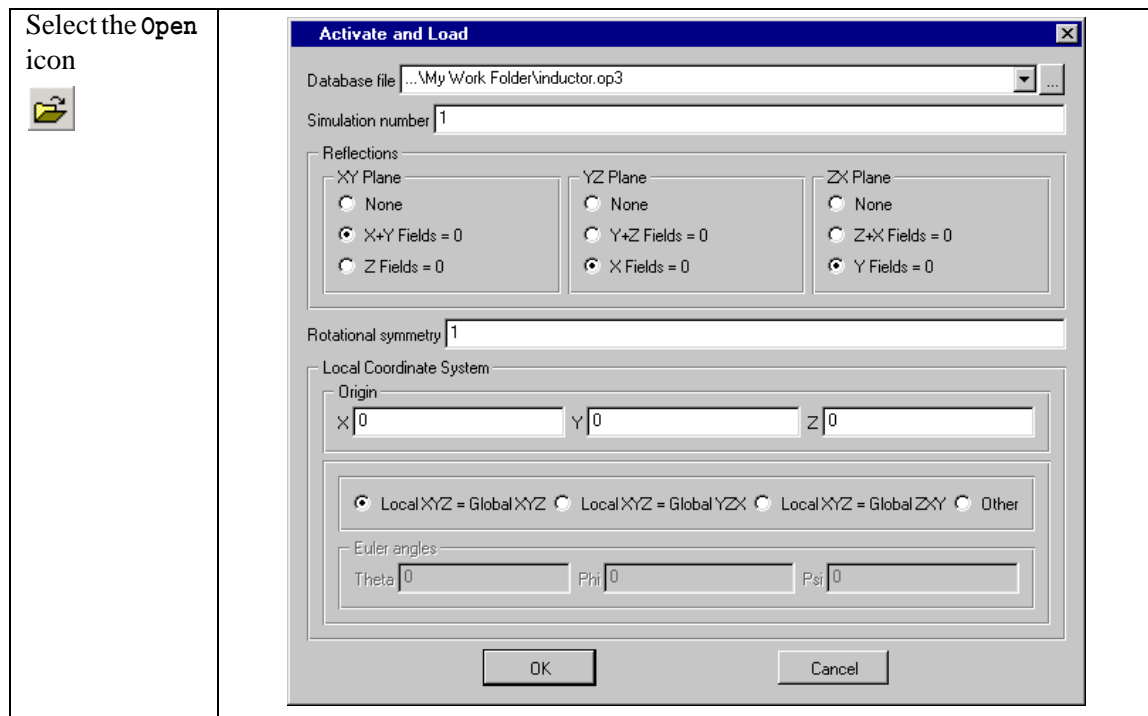 Select the Open
icon
Activate and Load
Database file ...\My Work Folder\inductor.op3 ...
Simulation number 1
Reflections
XY Plane YZ Plane ZX Plane
None None None
X+Y Fields = 0 Y+Z Fields = 0 Z+X Fields = 0
Z Fields = 0 X Fields = 0 Y Fields = 0
Rotational symmetry 1
Local Coordinate System
Origin
X 0 Y 0 Z 0
Local XYZ = Global XYZ Local XYZ = Global YZX Local XYZ = Global ZXY Other
Euler angles
Theta 0 Phi 0 Psi 0
OK Cancel